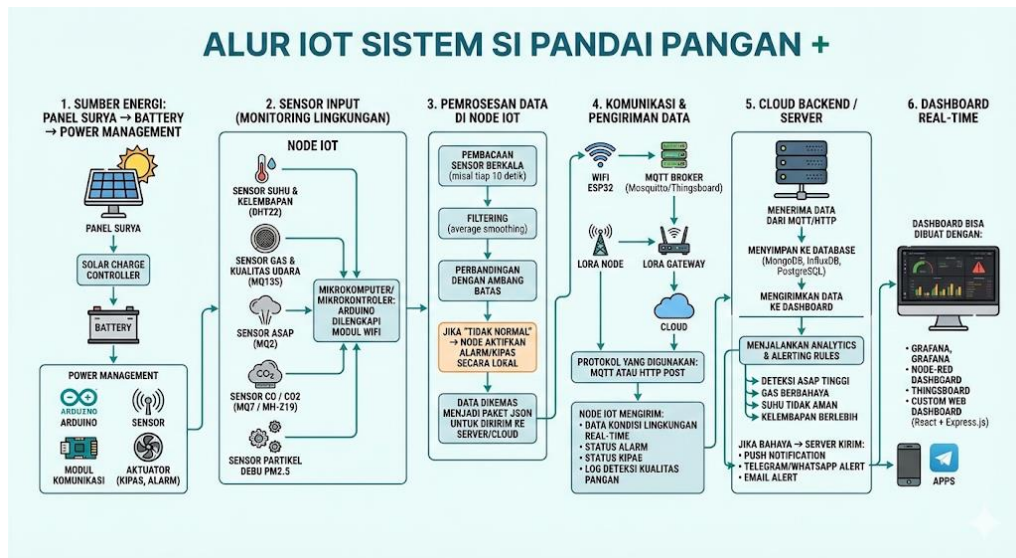 ALUR IOT SISTEM SI PANDAI PANGAN +
1. SUMBER ENERGI:
PANEL SURYA → BATTERY
→ POWER MANAGEMENT
PANEL SURYA
SOLAR CHARGE
CONTROLLER
BATTERY
POWER MANAGEMENT
ARDUINO
ARDUINO
SENSOR
MODUL
KOMUNIKASI
AKTUATOR
(KIPAS, ALARM)
2. SENSOR INPUT
(MONITORING LINGKUNGAN)
NODE IOT
SENSOR SUHU &
KELEMBAPAN
(DHT22)
SENSOR GAS &
KUALITAS UDARA
(MQ13S)
SENSOR ASAP
(MQ2)
CO2
SENSOR CO / CO2
(MQ7 / MH-Z19)
SENSOR PARTIKEL
DEBU PM2.5
MIKROKOMPUTER/
MIKROKONTROLER:
ARDUINO
DILENGKAPI
MODUL WIFI
3. PEMROSESAN DATA
DI NODE IOT
PEMBACAAN
SENSOR BERKALA
(misal tiap 10 detik)
FILTERING
(average smoothing)
PERBANDINGAN
DENGAN AMBANG
BATAS
JIKA "TIDAK NORMAL"
→ NODE AKTIFKAN
ALARM/KIPAS
SECARA LOKAL
DATA DIKEMAS
MENJADI PAKET JSON
UNTUK DIKIRIM RE
SERVER/CLOUD
4. KOMUNIKASI &
PENGIRIMAN DATA
WIFI
ESP32
MQTT BROKER
(Mosquitto/Thingsboard)
LORA NODE
LORA GATEWAY
CLOUD
PROTOKOL YANG DIGUNAKAN:
MQTT ATAU HTTP POST
NODE IOT MENGIRIM:
• DATA KONDISI LINGKUNGAN
REAL-TIME
• STATUS ALARM
• STATUS KIPAE
• LOG DETEKSI KUALITAS
PANGAN
5. CLOUD BACKEND /
SERVER
MENERIMA DATA
DARI MQTT/HTTP
MENYIMPAN KE DATABASE
(MongoDB, InfluxDB,
PostgreSQL)
MENGIRIMKAN DATA
KE DASHBOARD
MENJALANKAN ANALYTICS
& ALERTING RULES
DETEKSI ASAP TINGGI
GAS BERBAHAYA
SUHU TIDAK AMAN
KELEMBAPAN BERLEBIH
JIKA BAHAYA → SERVER KIRIM:
• PUSH NOTIFICATION
• TELEGRAM/WHATSAPP ALERT
• EMAIL ALERT
6. DASHBOARD
REAL-TIME
DASHBOARD BISA
DIBUAT DENGAN:
• GRAFANA,
GRAFANA
• NODE-RED
DASHBGARD
• THINGSBOARD
• CUSTOM WEB
DASHBOARD
(React + Express.js)
APPS